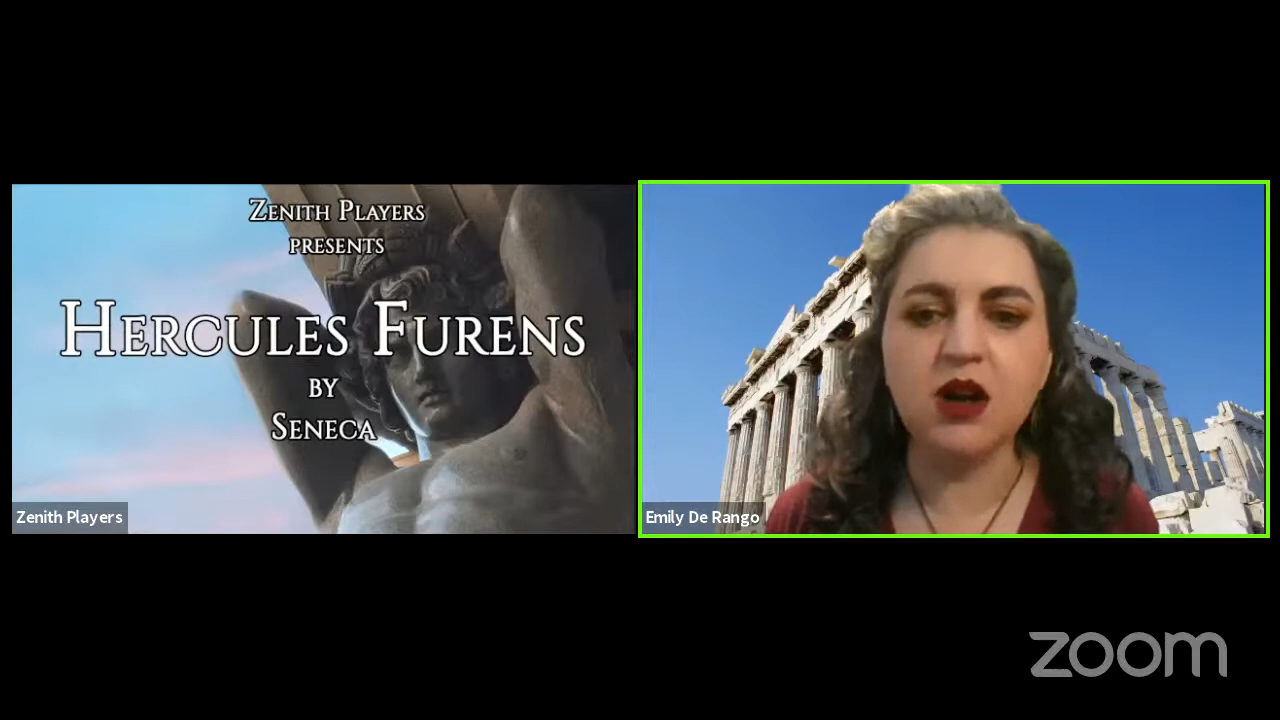 Zenith Players
presents
Hercules Furens
by
Seneca
Zenith Players
Emily De Rango
zoom